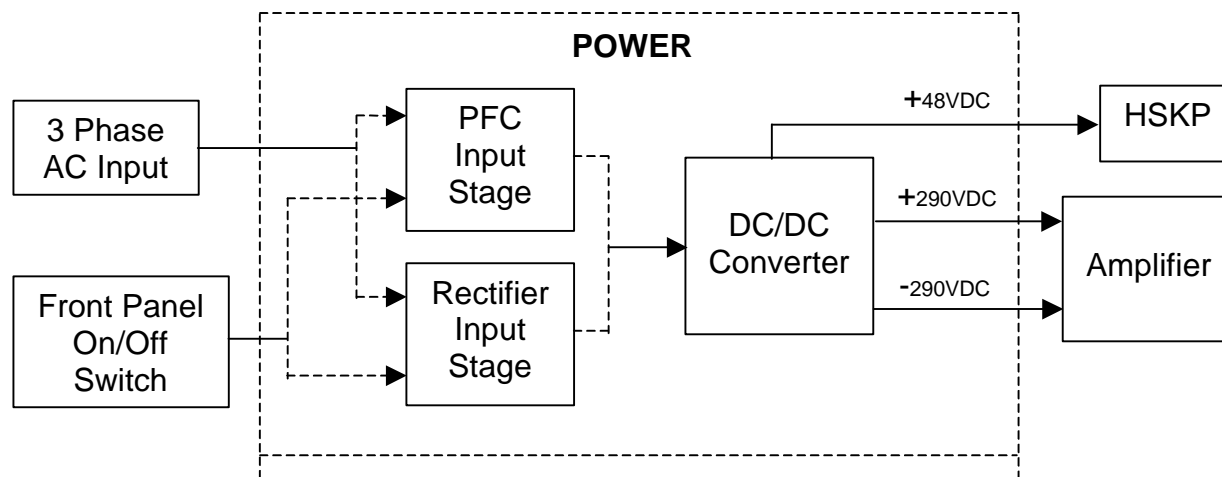 POWER
3 Phase
AC Input
Front Panel
On/Off
Switch
PFC
Input
Stage
Rectifier
Input
Stage
DC/DC
Converter
+48VDC
+290VDC
-290VDC
HSKP
Amplifier